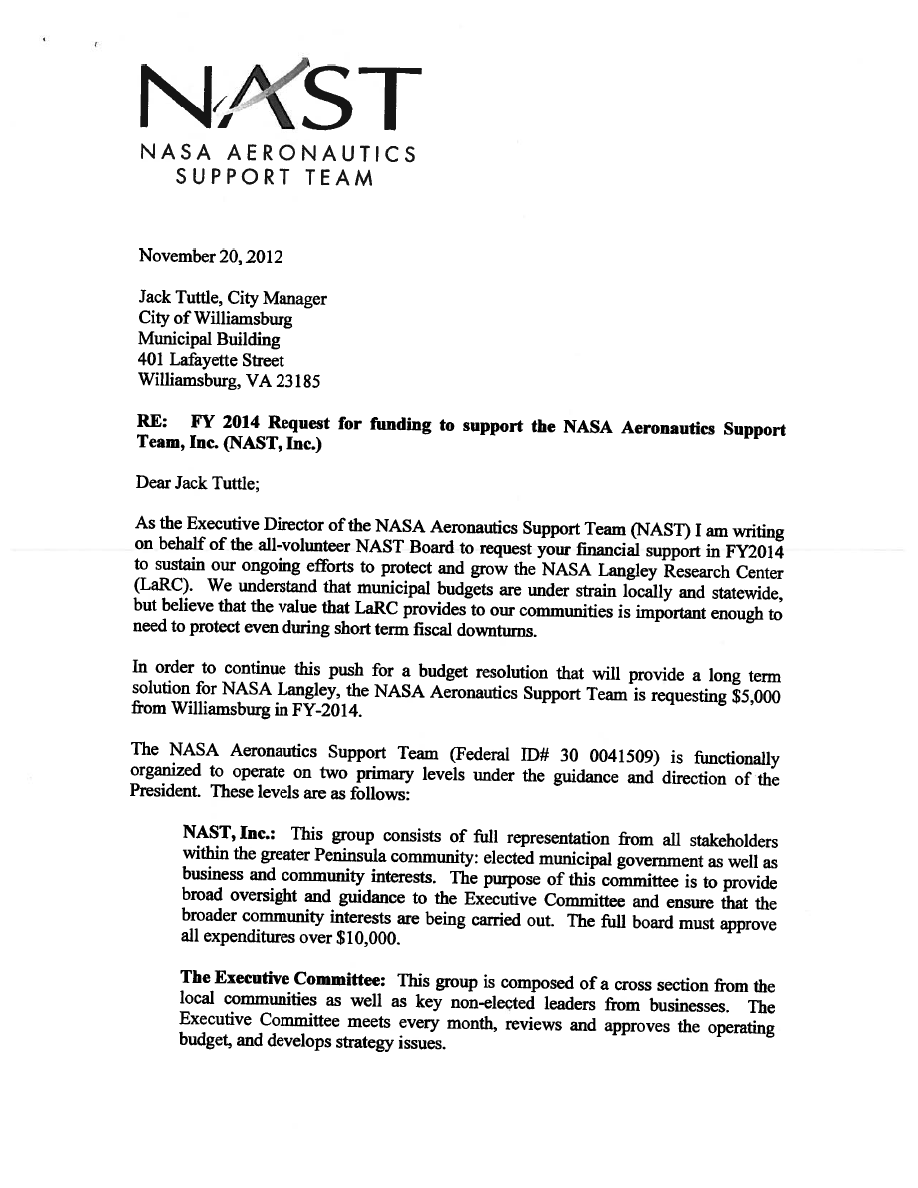 NAST
NASA AERONAUTICS
SUPPORT TEAM
November 20, 2012
Jack Tuttle, City Manager
City of Williamsburg
Municipal Building
401 Lafayette Street
Williamsburg, VA 23185
RE: FY 2014 Request for funding to support the NASA Aeronautics Support
Team, Inc. (NAST, Inc.)
Dear Jack Tuttle;
As the Executive Director of the NASA Aeronautics Support Team (NAST) I am writing
on behalf of the all-volunteer NAST Board to request your financial support in FY2014
to sustain our ongoing efforts to protect and grow the NASA Langley Research Center
(LaRC). We understand that municipal budgets are under strain locally and statewide,
but believe that the value that LaRC provides to our communities is important enough to
need to protect even during short term fiscal downturns.
In order to continue this push for a budget resolution that will provide a long term
solution for NASA Langley, the NASA Aeronautics Support Team is requesting $5,000
from Williamsburg in FY-2014.
The NASA Aeronautics Support Team (Federal ID# 30 0041509) is functionally
organized to operate on two primary levels under the guidance and direction of the
President. These levels are as follows:
NAST, Inc.: This group consists of full representation from all stakeholders
within the greater Peninsula community: elected municipal government as well as
business and community interests. The purpose of this committee is to provide
broad oversight and guidance to the Executive Committee and ensure that the
broader community interests are being carried out. The full board must approve
all expenditures over $10,000.
The Executive Committee: This group is composed of a cross section from the
local communities as well as key non-elected leaders from businesses. The
Executive Committee meets every month, reviews and approves the operating
budget, and develops strategy issues.